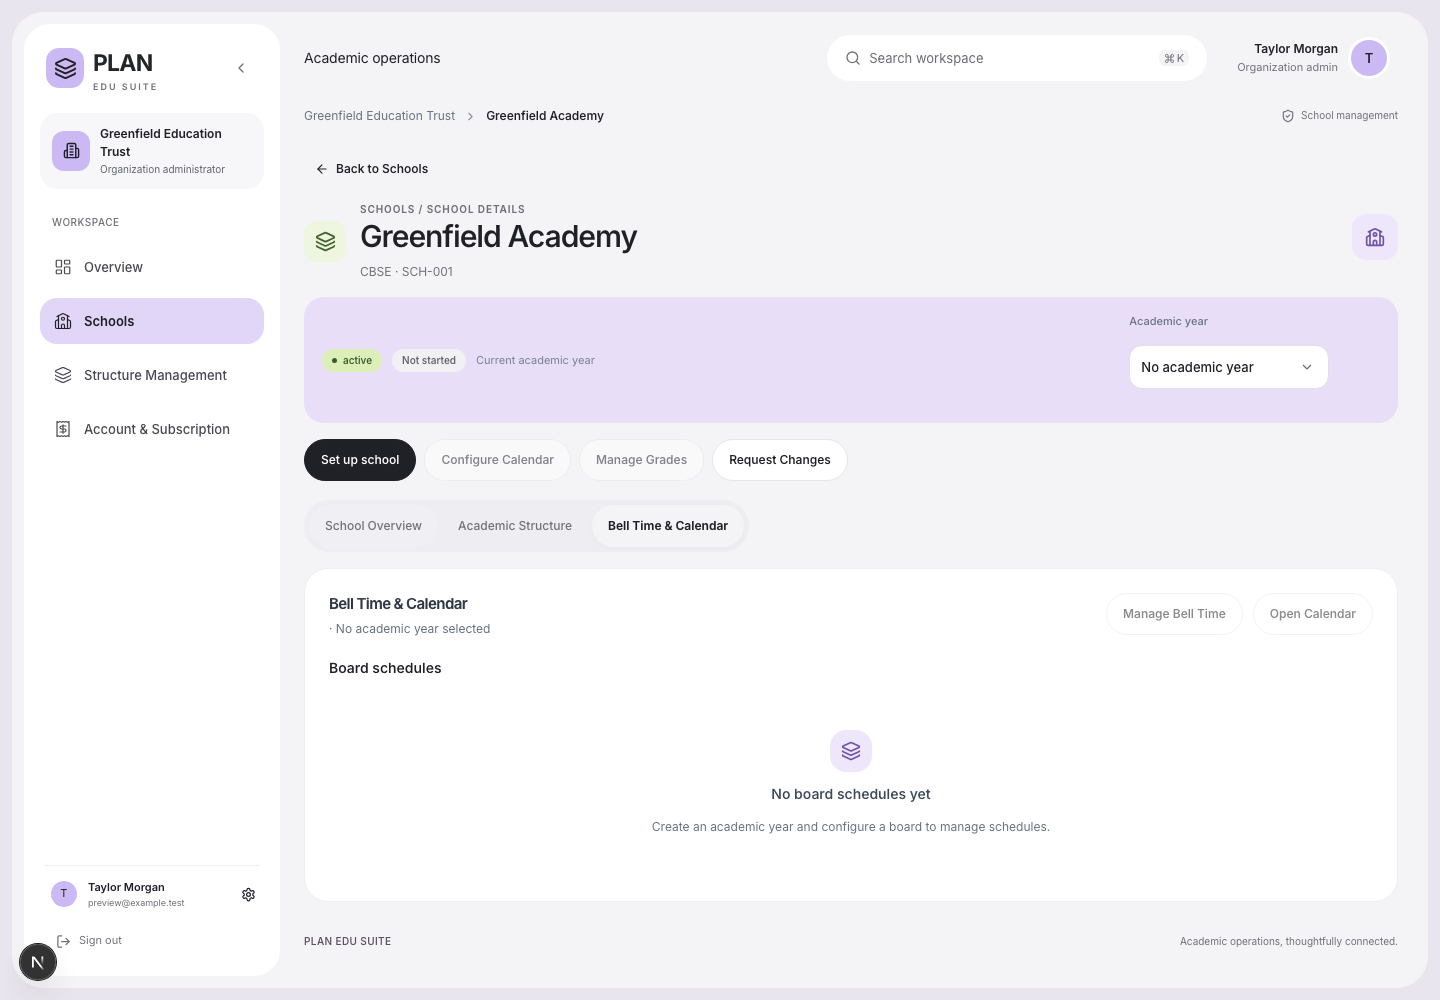 PLAN
EDU SUITE
Greenfield Education
Trust
Organization administrator
WORKSPACE
Overview
Schools
Structure Management
Account & Subscription
Taylor Morgan
preview@example.test
Sign out
N
T
Academic operations
Search workspace
⌘K
Taylor Morgan
Organization admin
T
Greenfield Education Trust > Greenfield Academy
School management
Back to Schools
SCHOOLS / SCHOOL DETAILS
Greenfield Academy
CBSE · SCH-001
active
Not started
Current academic year
Academic year
No academic year
Set up school
Configure Calendar
Manage Grades
Request Changes
School Overview
Academic Structure
Bell Time & Calendar
Bell Time & Calendar
· No academic year selected
Manage Bell Time
Open Calendar
Board schedules
No board schedules yet
Create an academic year and configure a board to manage schedules.
PLAN EDU SUITE
Academic operations, thoughtfully connected.